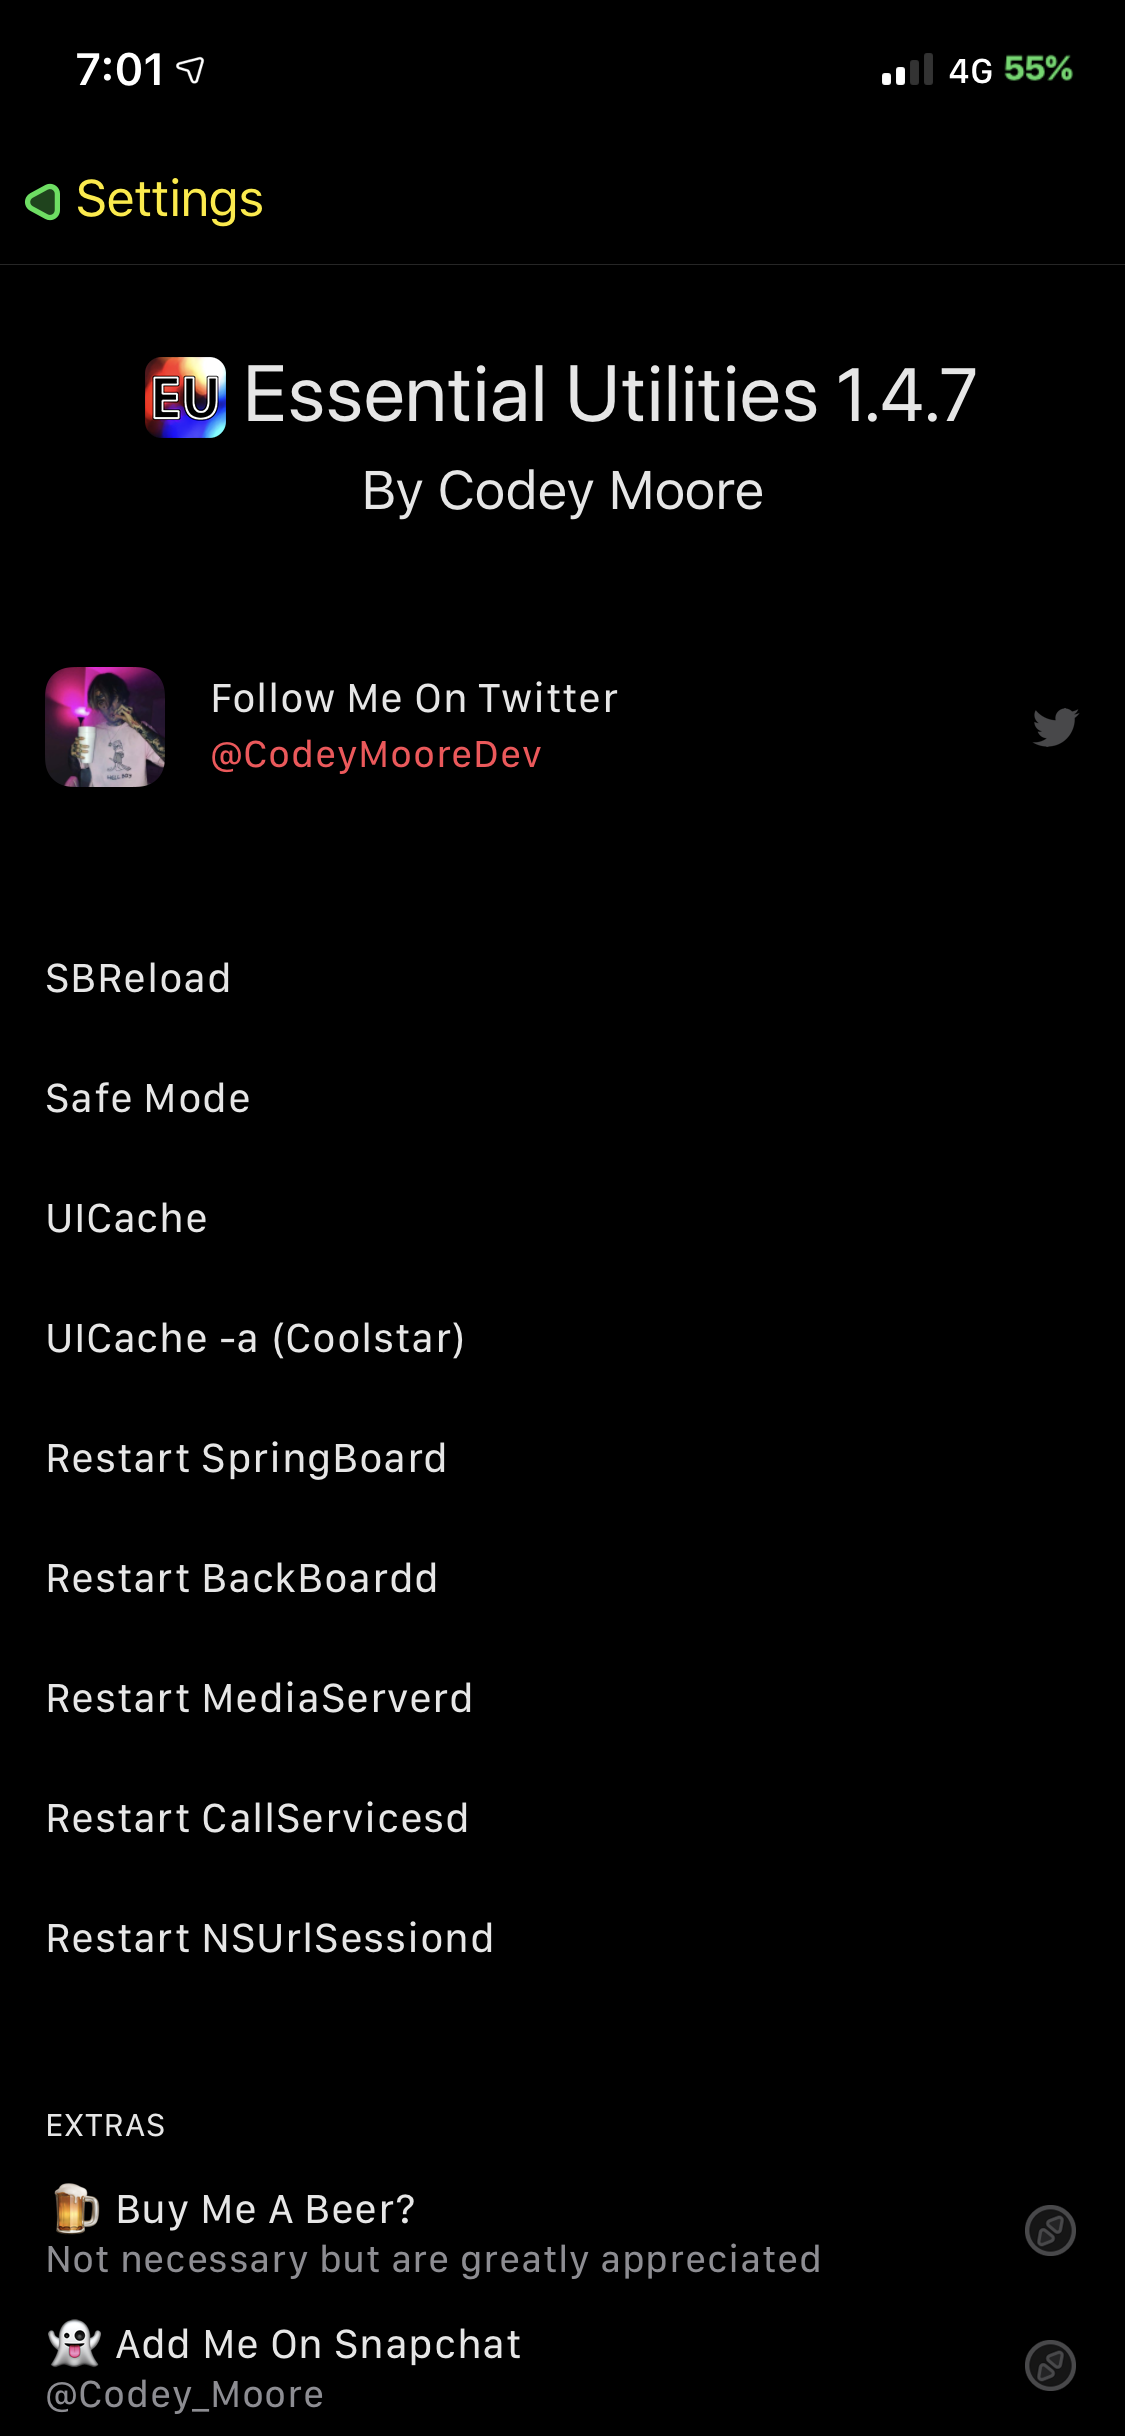 7:01
4G 55%
Settings
EU Essential Utilities 1.4.7
By Codey Moore
Follow Me On Twitter
@CodeyMooreDev
SBReload
Safe Mode
UICache
UICache -a (Coolstar)
Restart SpringBoard
Restart BackBoardd
Restart MediaServerd
Restart CallServicesd
Restart NSUrlSessiond
EXTRAS
Buy Me A Beer?
Not necessary but are greatly appreciated
Add Me On Snapchat
@Codey_Moore